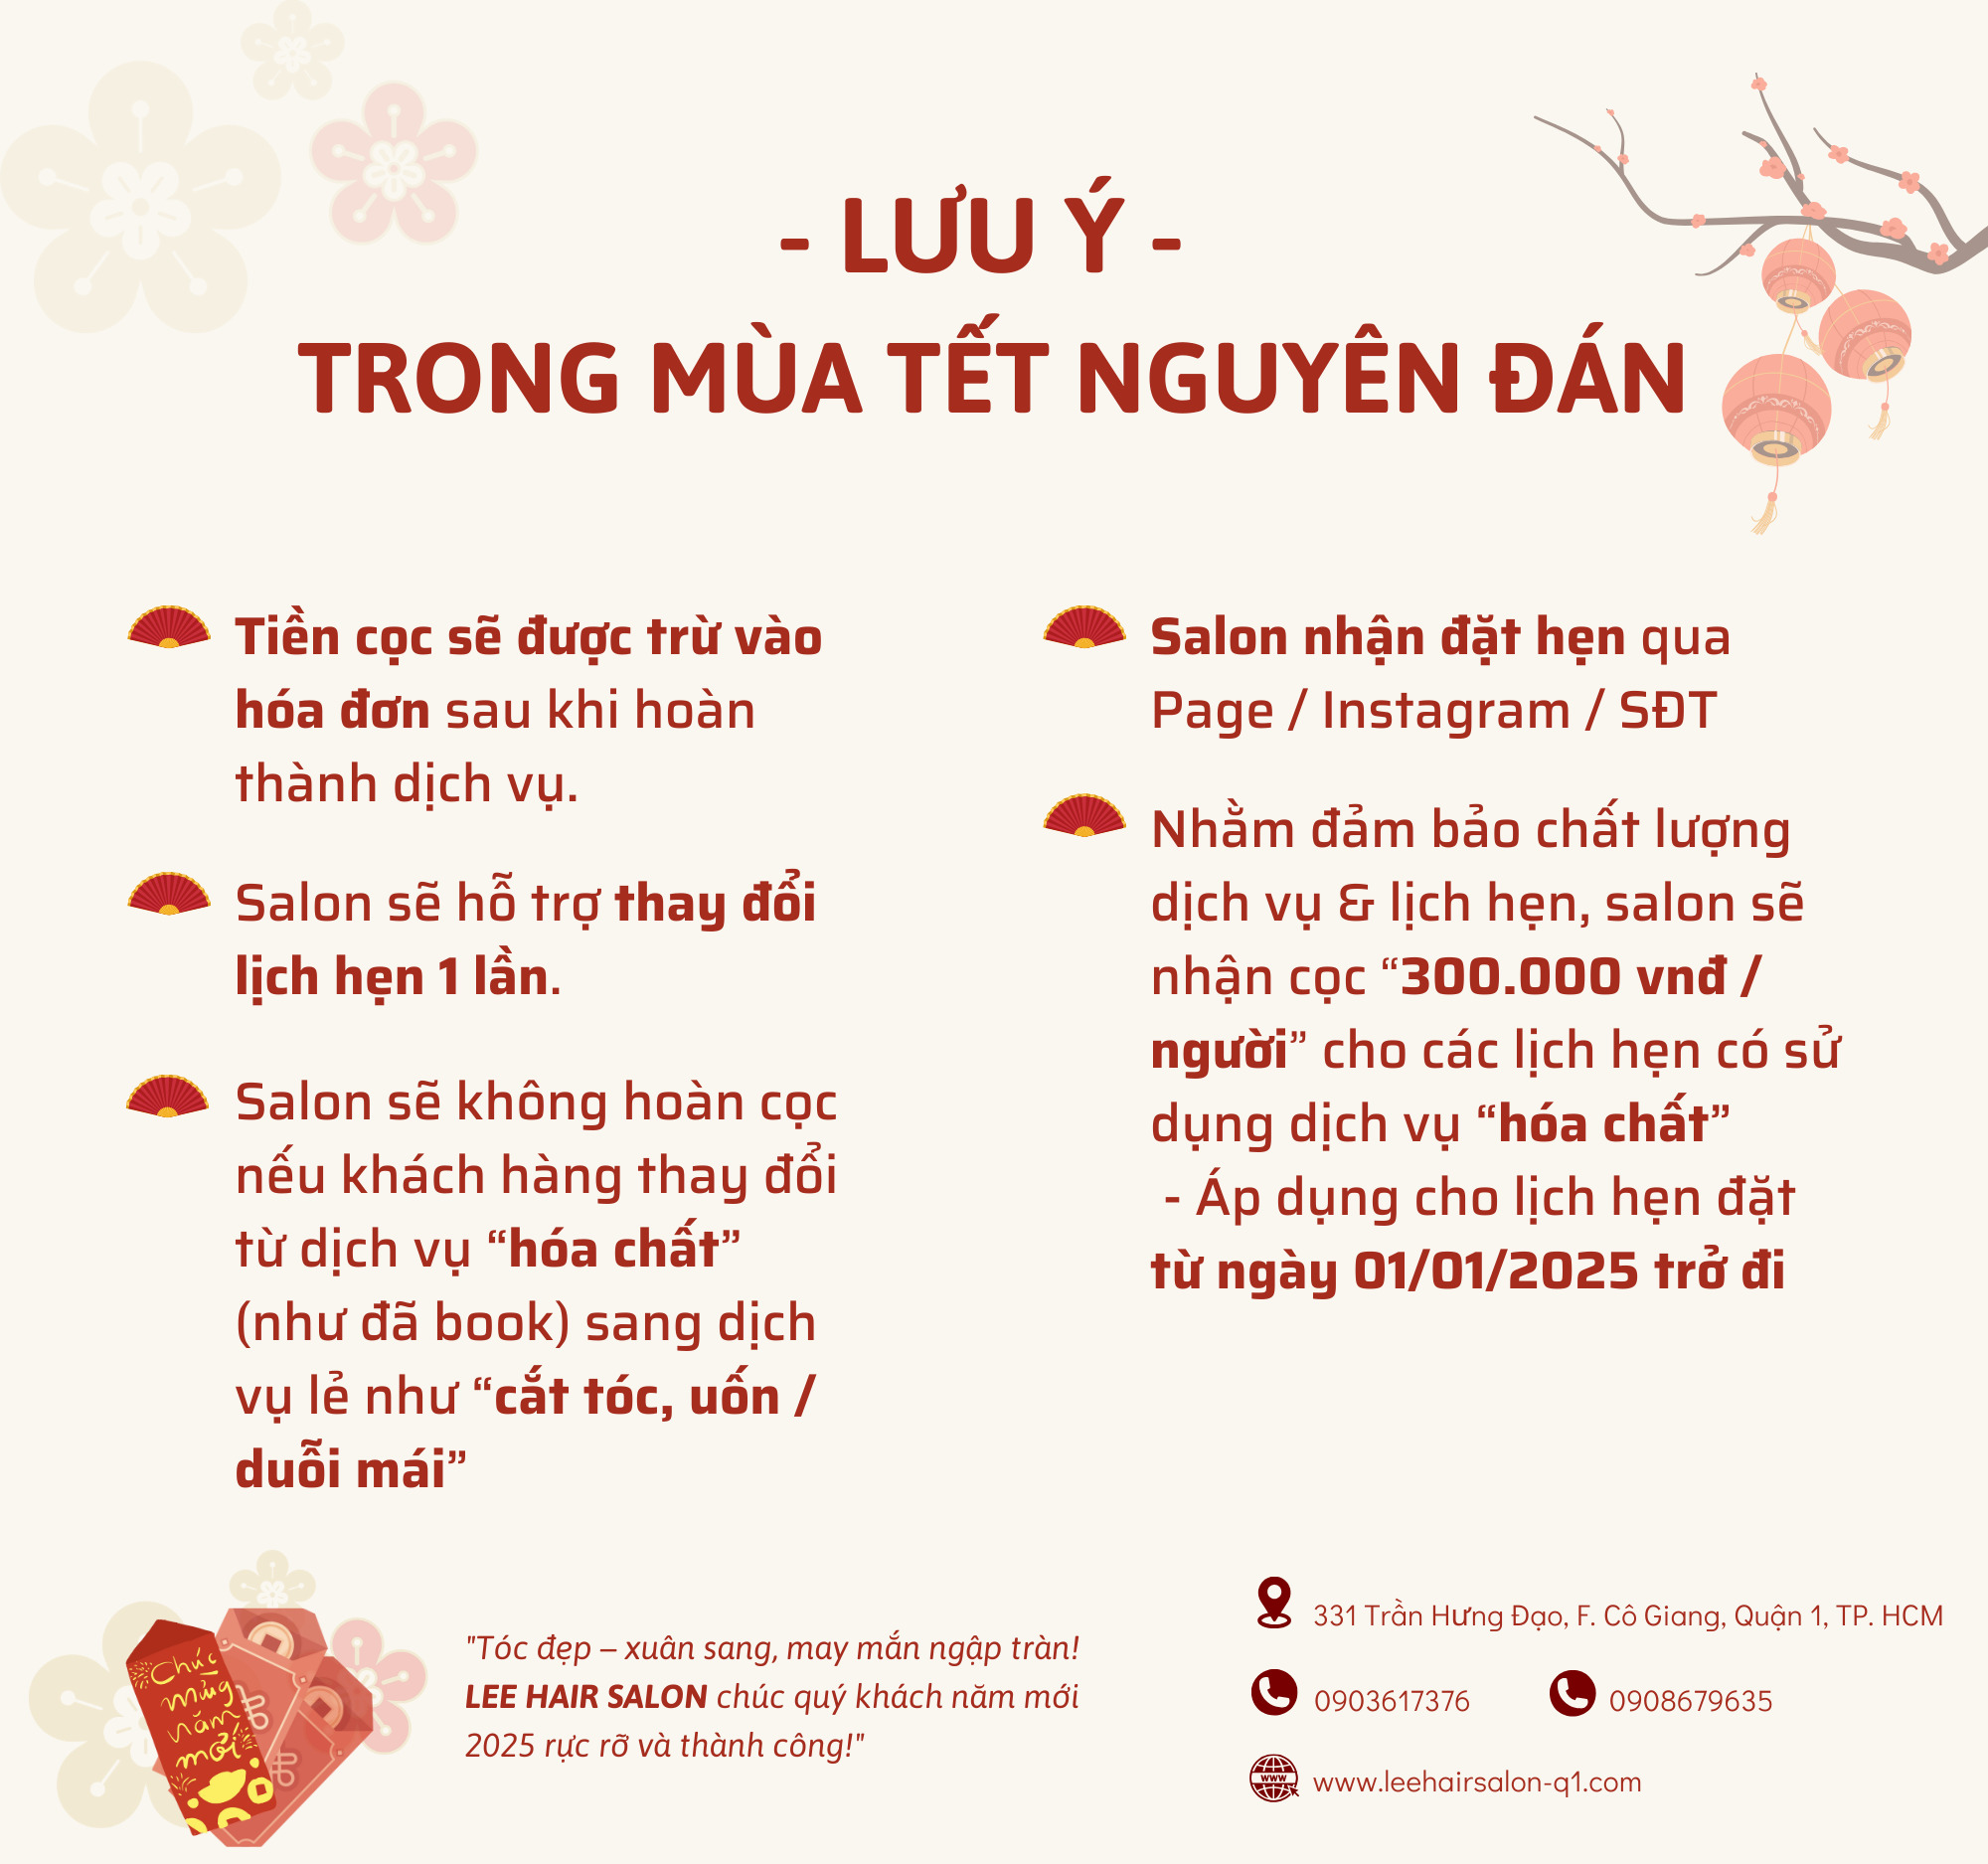 - LƯU Ý -
TRONG MÙA TẾT NGUYÊN ĐÁN
Tiền cọc sẽ được trừ vào
hóa đơn sau khi hoàn
thành dịch vụ.
Salon sẽ hỗ trợ thay đổi
lịch hẹn 1 lần.
Salon sẽ không hoàn cọc
nếu khách hàng thay đổi
từ dịch vụ “hóa chất”
(như đã book) sang dịch
vụ lẻ như “cắt tóc, uốn /
duỗi mái”
Salon nhận đặt hẹn qua
Page / Instagram / SĐT
Nhằm đảm bảo chất lượng
dịch vụ & lịch hẹn, salon sẽ
nhận cọc “300.000 vnđ /
người” cho các lịch hẹn có sử
dụng dịch vụ “hóa chất”
- Áp dụng cho lịch hẹn đặt
từ ngày 01/01/2025 trở đi
Chúc
mừng
năm
mới
"Tóc đẹp – xuân sang, may mắn ngập tràn!
LEE HAIR SALON chúc quý khách năm mới
2025 rực rỡ và thành công!"
331 Trần Hưng Đạo, F. Cô Giang, Quận 1, TP. HCM
0903617376
0908679635
www
www.leehairsalon-q1.com